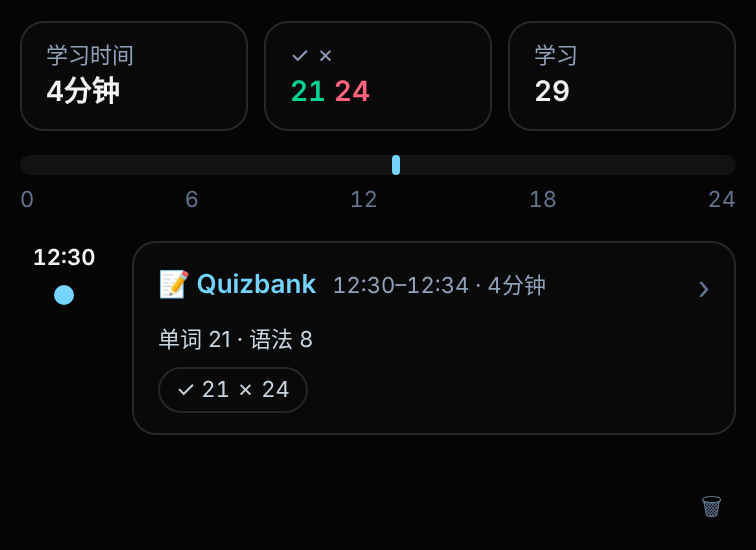 学习时间
4分钟
✓ ×
21 24
学习
29
0 6 12 18 24
12:30
📝 Quizbank 12:30–12:34 · 4分钟 ›
单词 21 · 语法 8
✓ 21 × 24